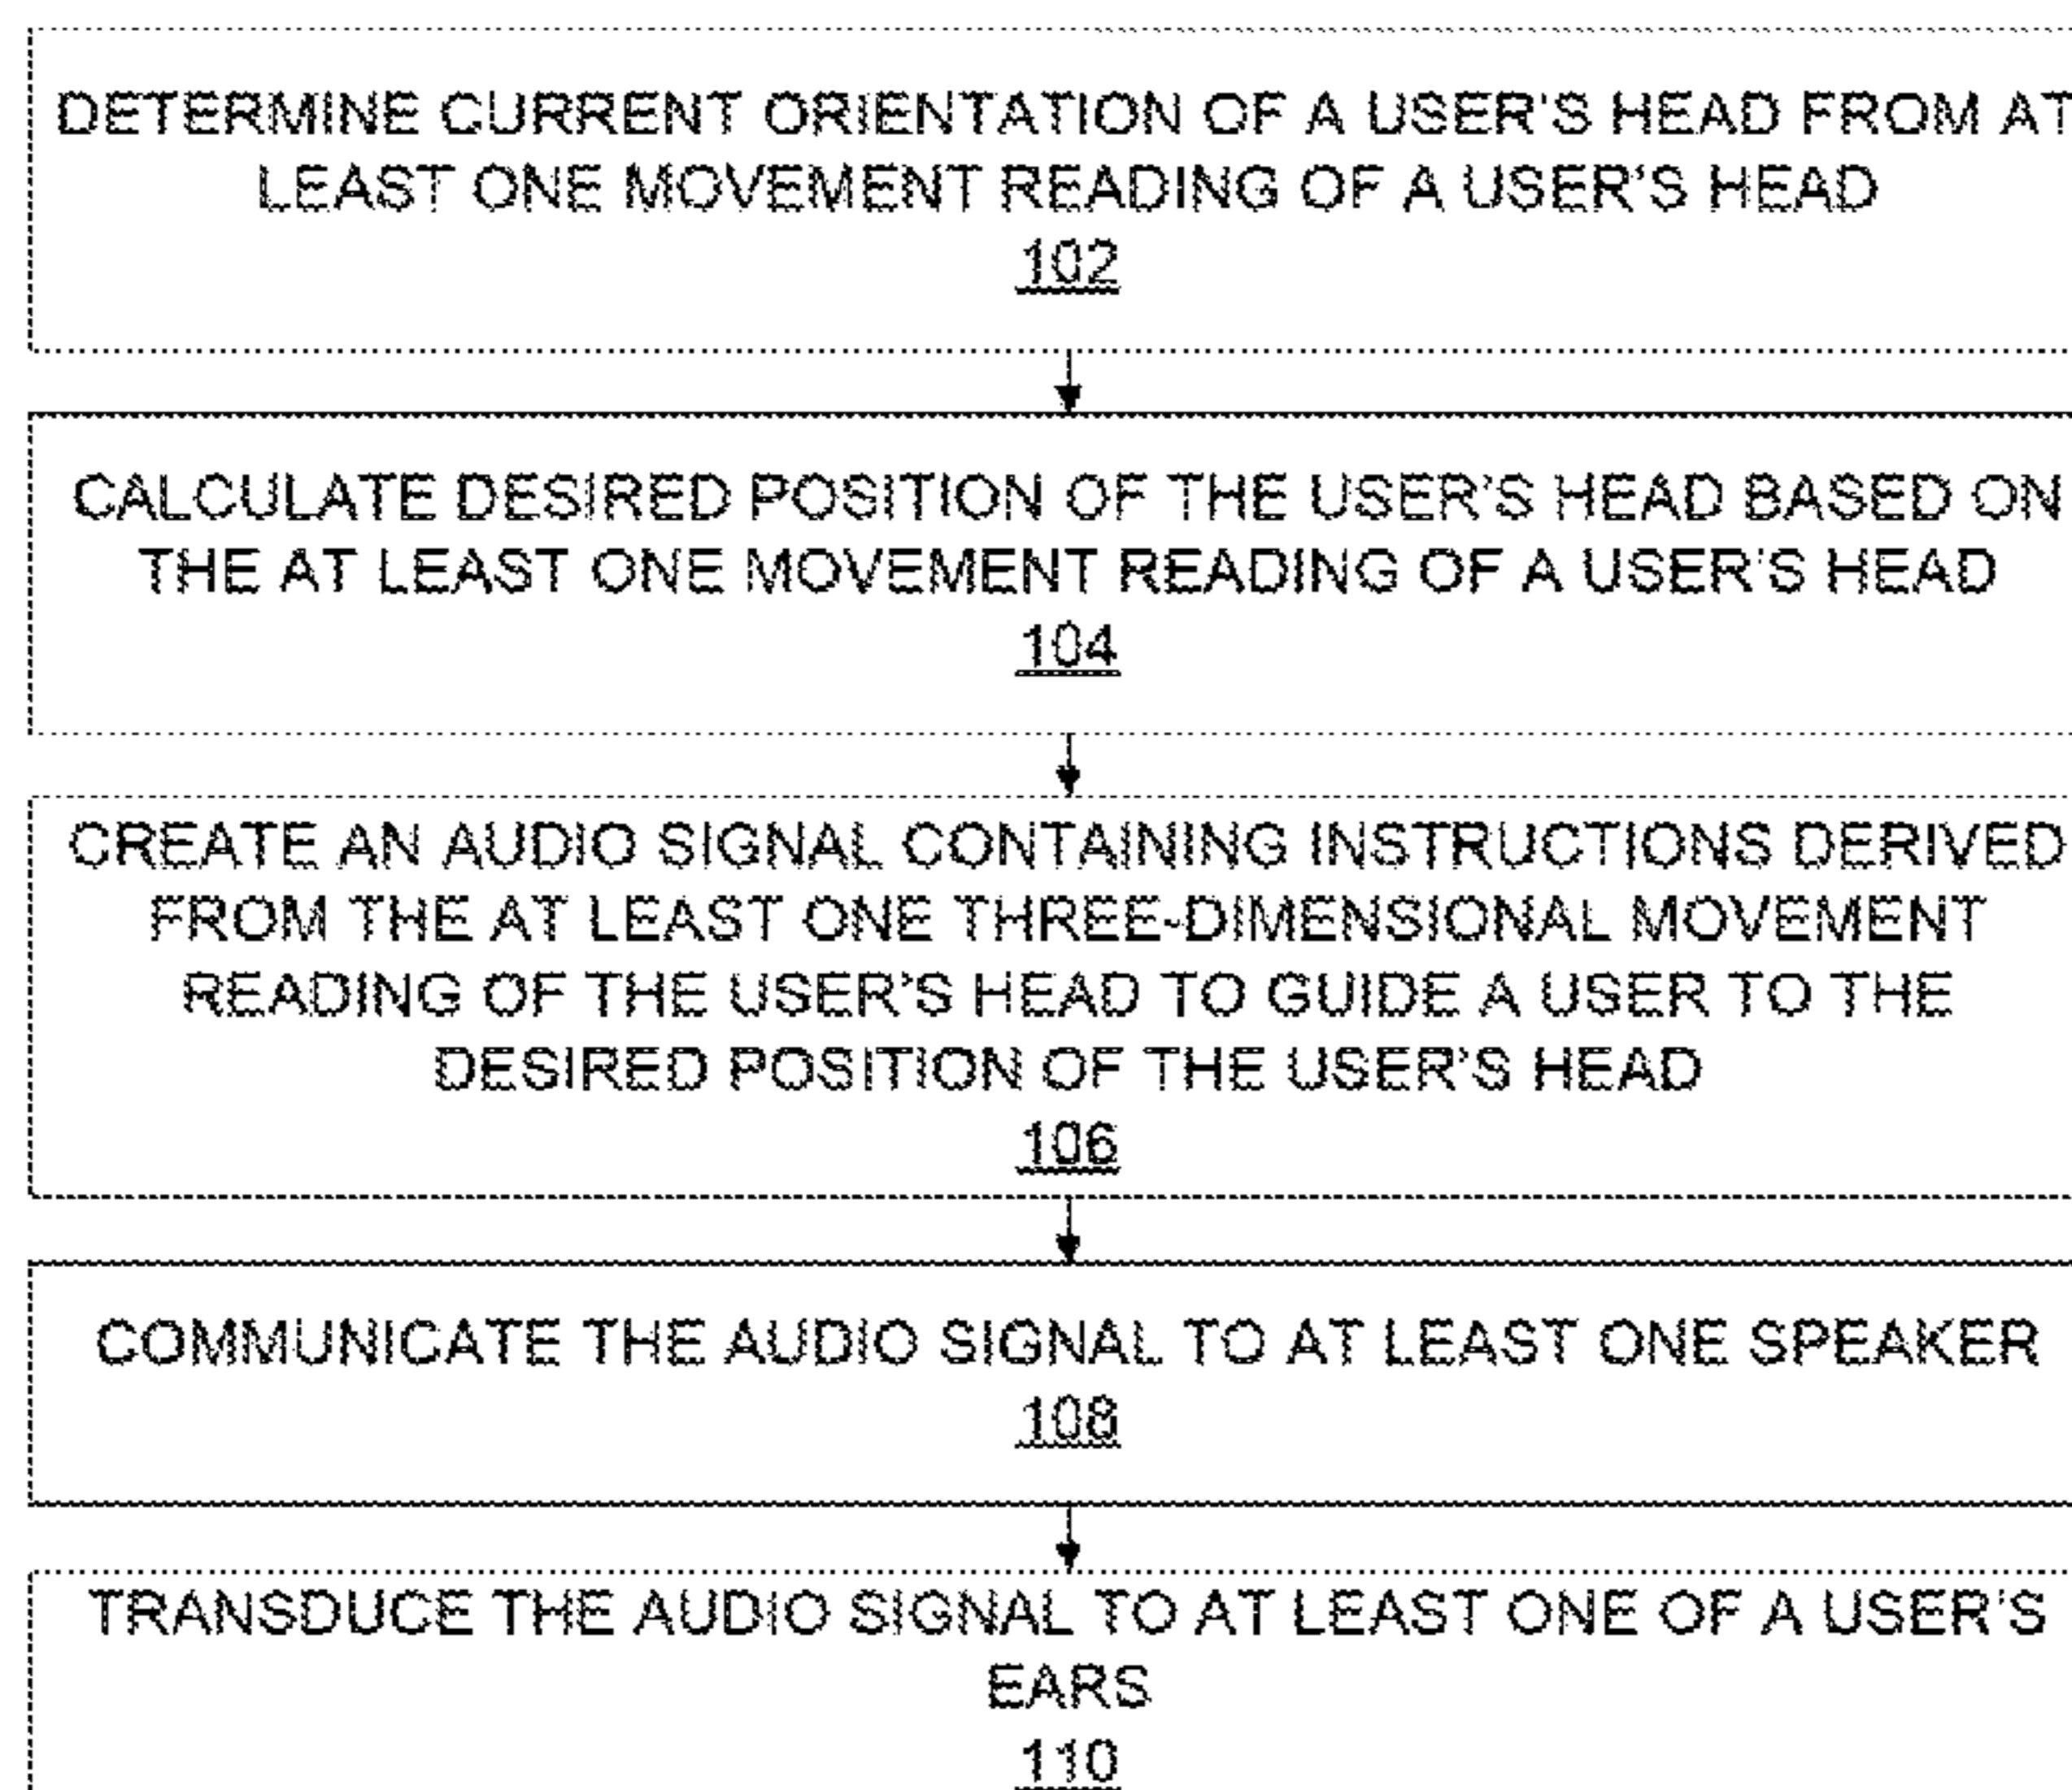 DETERMINE CURRENT ORIENTATION OF A USER'S HEAD FROM AT
LEAST ONE MOVEMENT READING OF A USER'S HEAD
102
CALCULATE DESIRED POSITION OF THE USER'S HEAD BASED ON
THE AT LEAST ONE MOVEMENT READING OF A USER'S HEAD
104
CREATE AN AUDIO SIGNAL CONTAINING INSTRUCTIONS DERIVED
FROM THE AT LEAST ONE THREE-DIMENSIONAL MOVEMENT
READING OF THE USER'S HEAD TO GUIDE A USER TO THE
DESIRED POSITION OF THE USER'S HEAD
106
COMMUNICATE THE AUDIO SIGNAL TO AT LEAST ONE SPEAKER
108
TRANSDUCE THE AUDIO SIGNAL TO AT LEAST ONE OF A USER'S
EARS
110